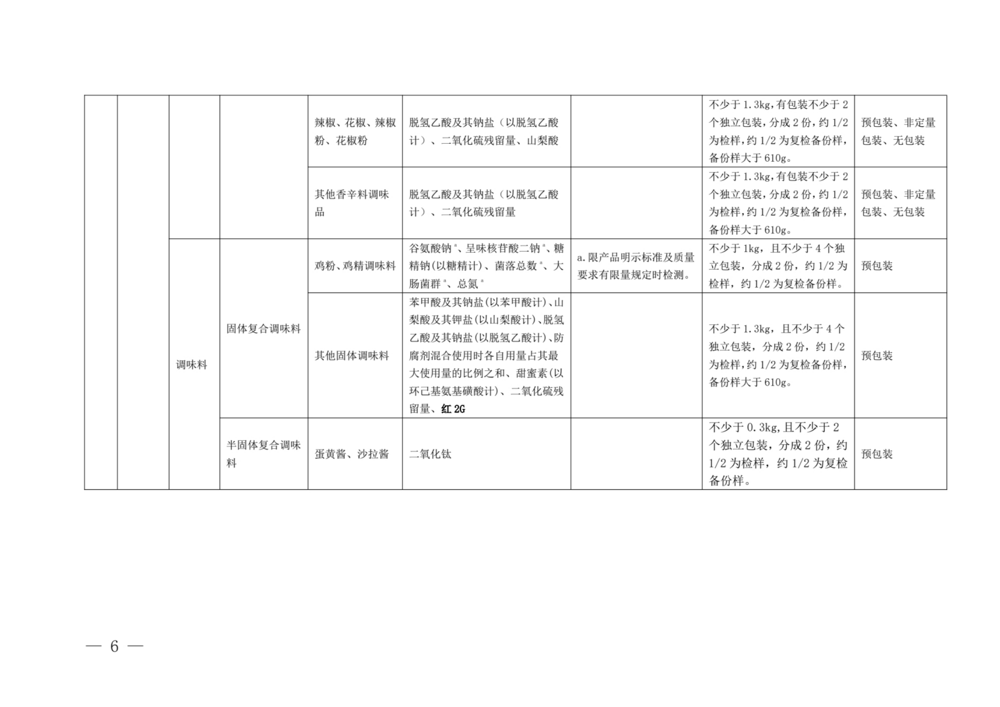 辣椒、花椒、辣椒
粉、花椒粉
脱氢乙酸及其钠盐（以脱氢乙酸
计）、二氧化硫残留量、山梨酸
不少于1.3kg,有包装不少于2
个独立包装,分成2份,约1/2
为检样,约1/2为复检备份样,
备份样大于610g。
预包装、非定量
包装、无包装
其他香辛料调味
品
脱氢乙酸及其钠盐（以脱氢乙酸
计）、二氧化硫残留量
不少于1.3kg,有包装不少于2
个独立包装,分成2份,约1/2
为检样,约1/2为复检备份样,
备份样大于610g。
预包装、非定量
包装、无包装
调味料
固体复合调味料
鸡粉、鸡精调味料
谷氨酸钠ª、呈味核苷酸二钠ª、糖
精钠(以糖精计)、菌落总数ª、大
肠菌群ª、总氮ª
a.限产品明示标准及质量
要求有限量规定时检测。
不少于1kg，且不少于4个独
立包装，分成2份，约1/2为
检样，约1/2为复检备份样。
预包装
其他固体调味料
苯甲酸及其钠盐(以苯甲酸计)、山
梨酸及其钾盐(以山梨酸计)、脱氢
乙酸及其钠盐(以脱氢乙酸计)、防
腐剂混合使用时各自用量占其最
大使用量的比例之和、甜蜜素(以
环己基氨基磺酸计)、二氧化硫残
留量、红2G
不少于1.3kg，且不少于4个
独立包装，分成2份，约1/2
为检样,约1/2为复检备份样,
备份样大于610g。
预包装
半固体复合调味
料
蛋黄酱、沙拉酱
二氧化钛
不少于0.3kg,且不少于2
个独立包装，分成2份，约
1/2为检样，约1/2为复检
备份样。
预包装
— 6 —